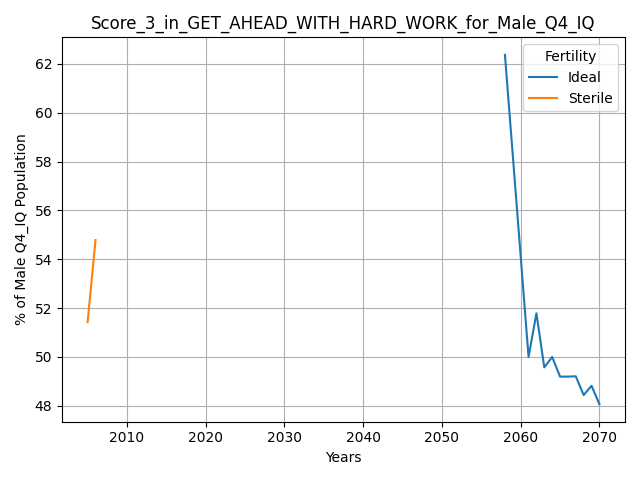 Score_3_in_GET_AHEAD_WITH_HARD_WORK_for_Male_Q4_IQ
Fertility
Ideal
Sterile
% of Male Q4_IQ Population
62
60
58
56
54
52
50
48
2010
2020
2030
2040
2050
2060
2070
Years